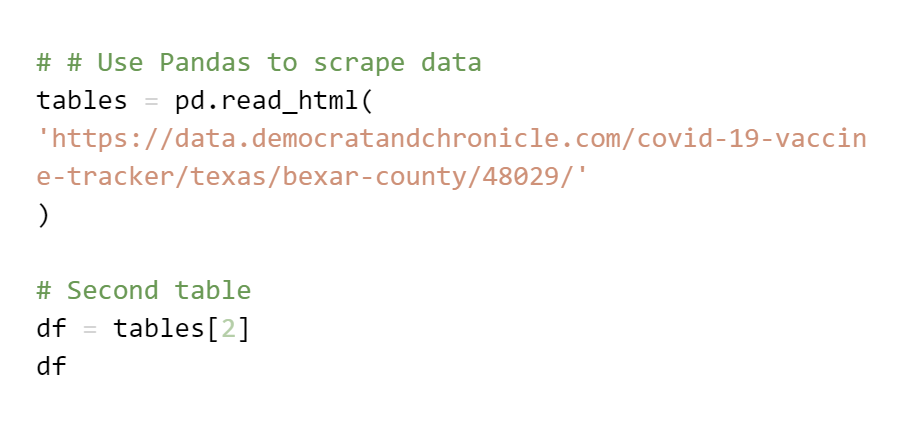 # # Use Pandas to scrape data
tables = pd.read_html(
'https://data.democratandchronicle.com/covid-19-vaccin
e-tracker/texas/bexar-county/48029/'
)
# Second table
df = tables[2]
df